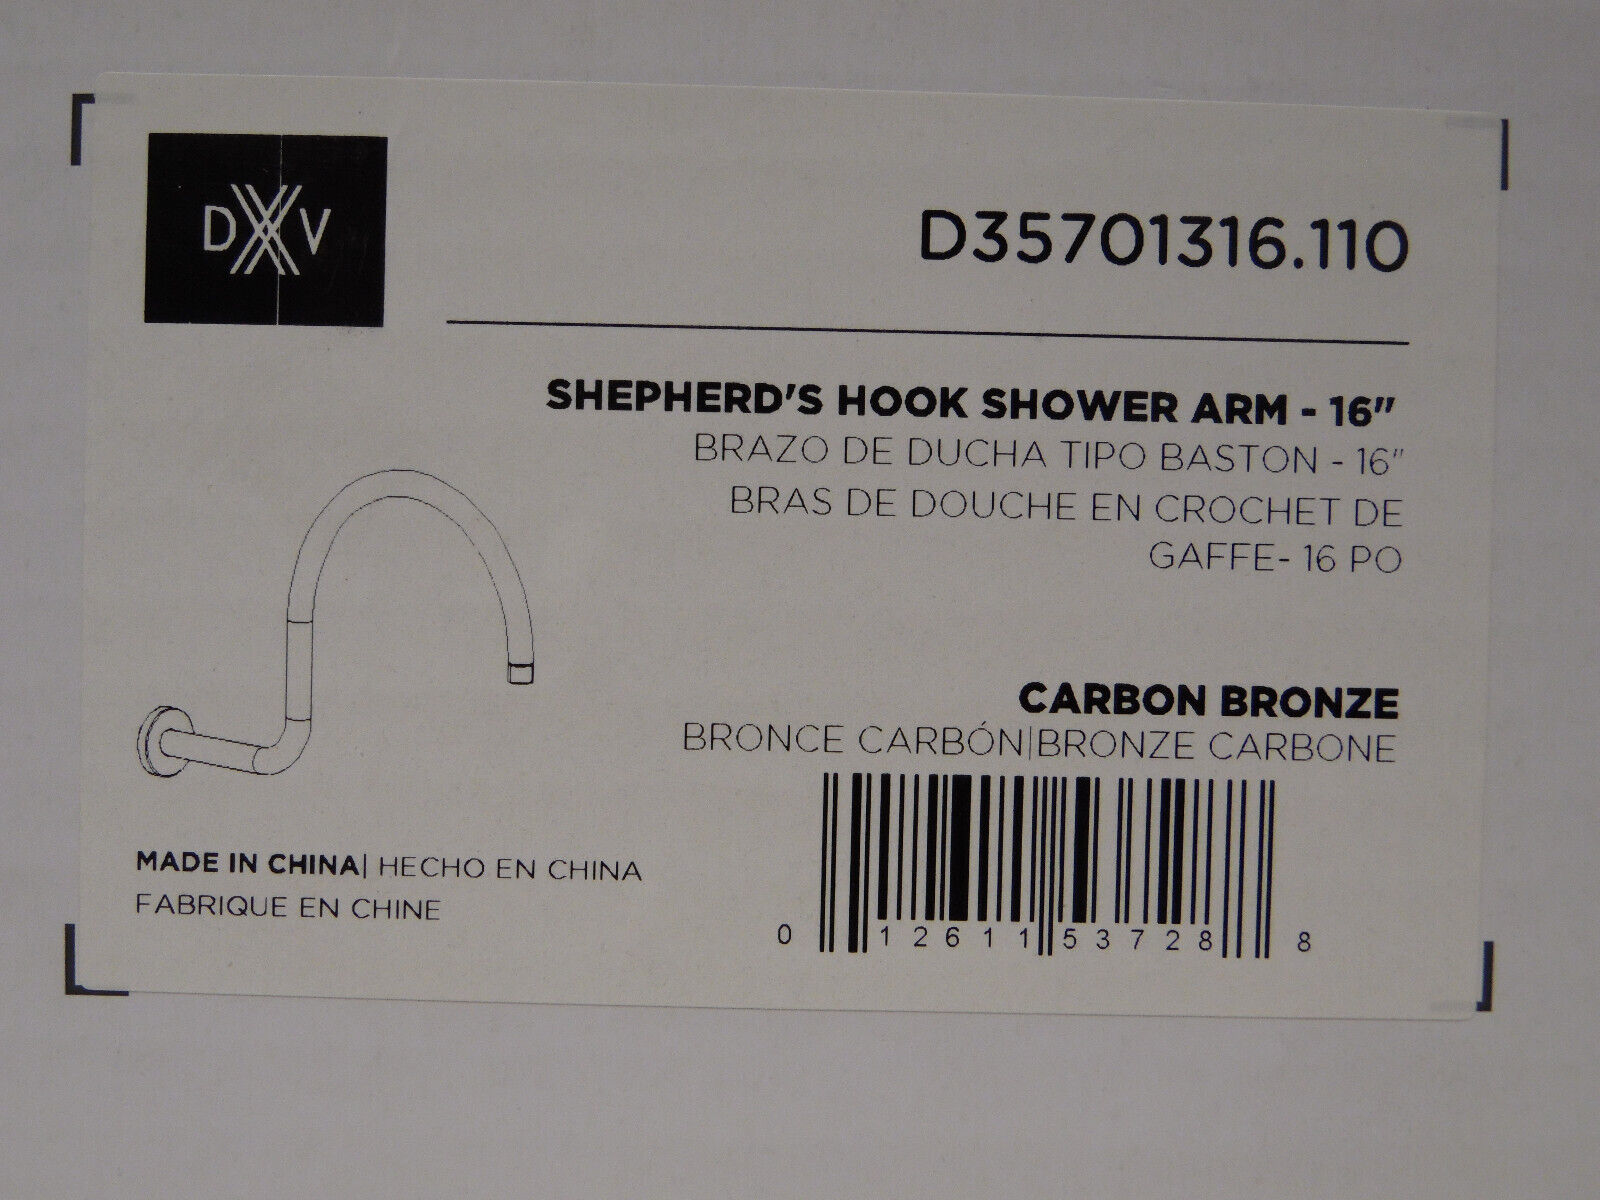 DXV
D35701316.110
SHEPHERD'S HOOK SHOWER ARM - 16"
BRAZO DE DUCHA TIPO BASTON - 16"
BRAS DE DOUCHE EN CROCHET DE
GAFFE- 16 PO
CARBON BRONZE
BRONCE CARBÓN|BRONZE CARBONE
MADE IN CHINA| HECHO EN CHINA
FABRIQUE EN CHINE
0 12611 53728 8